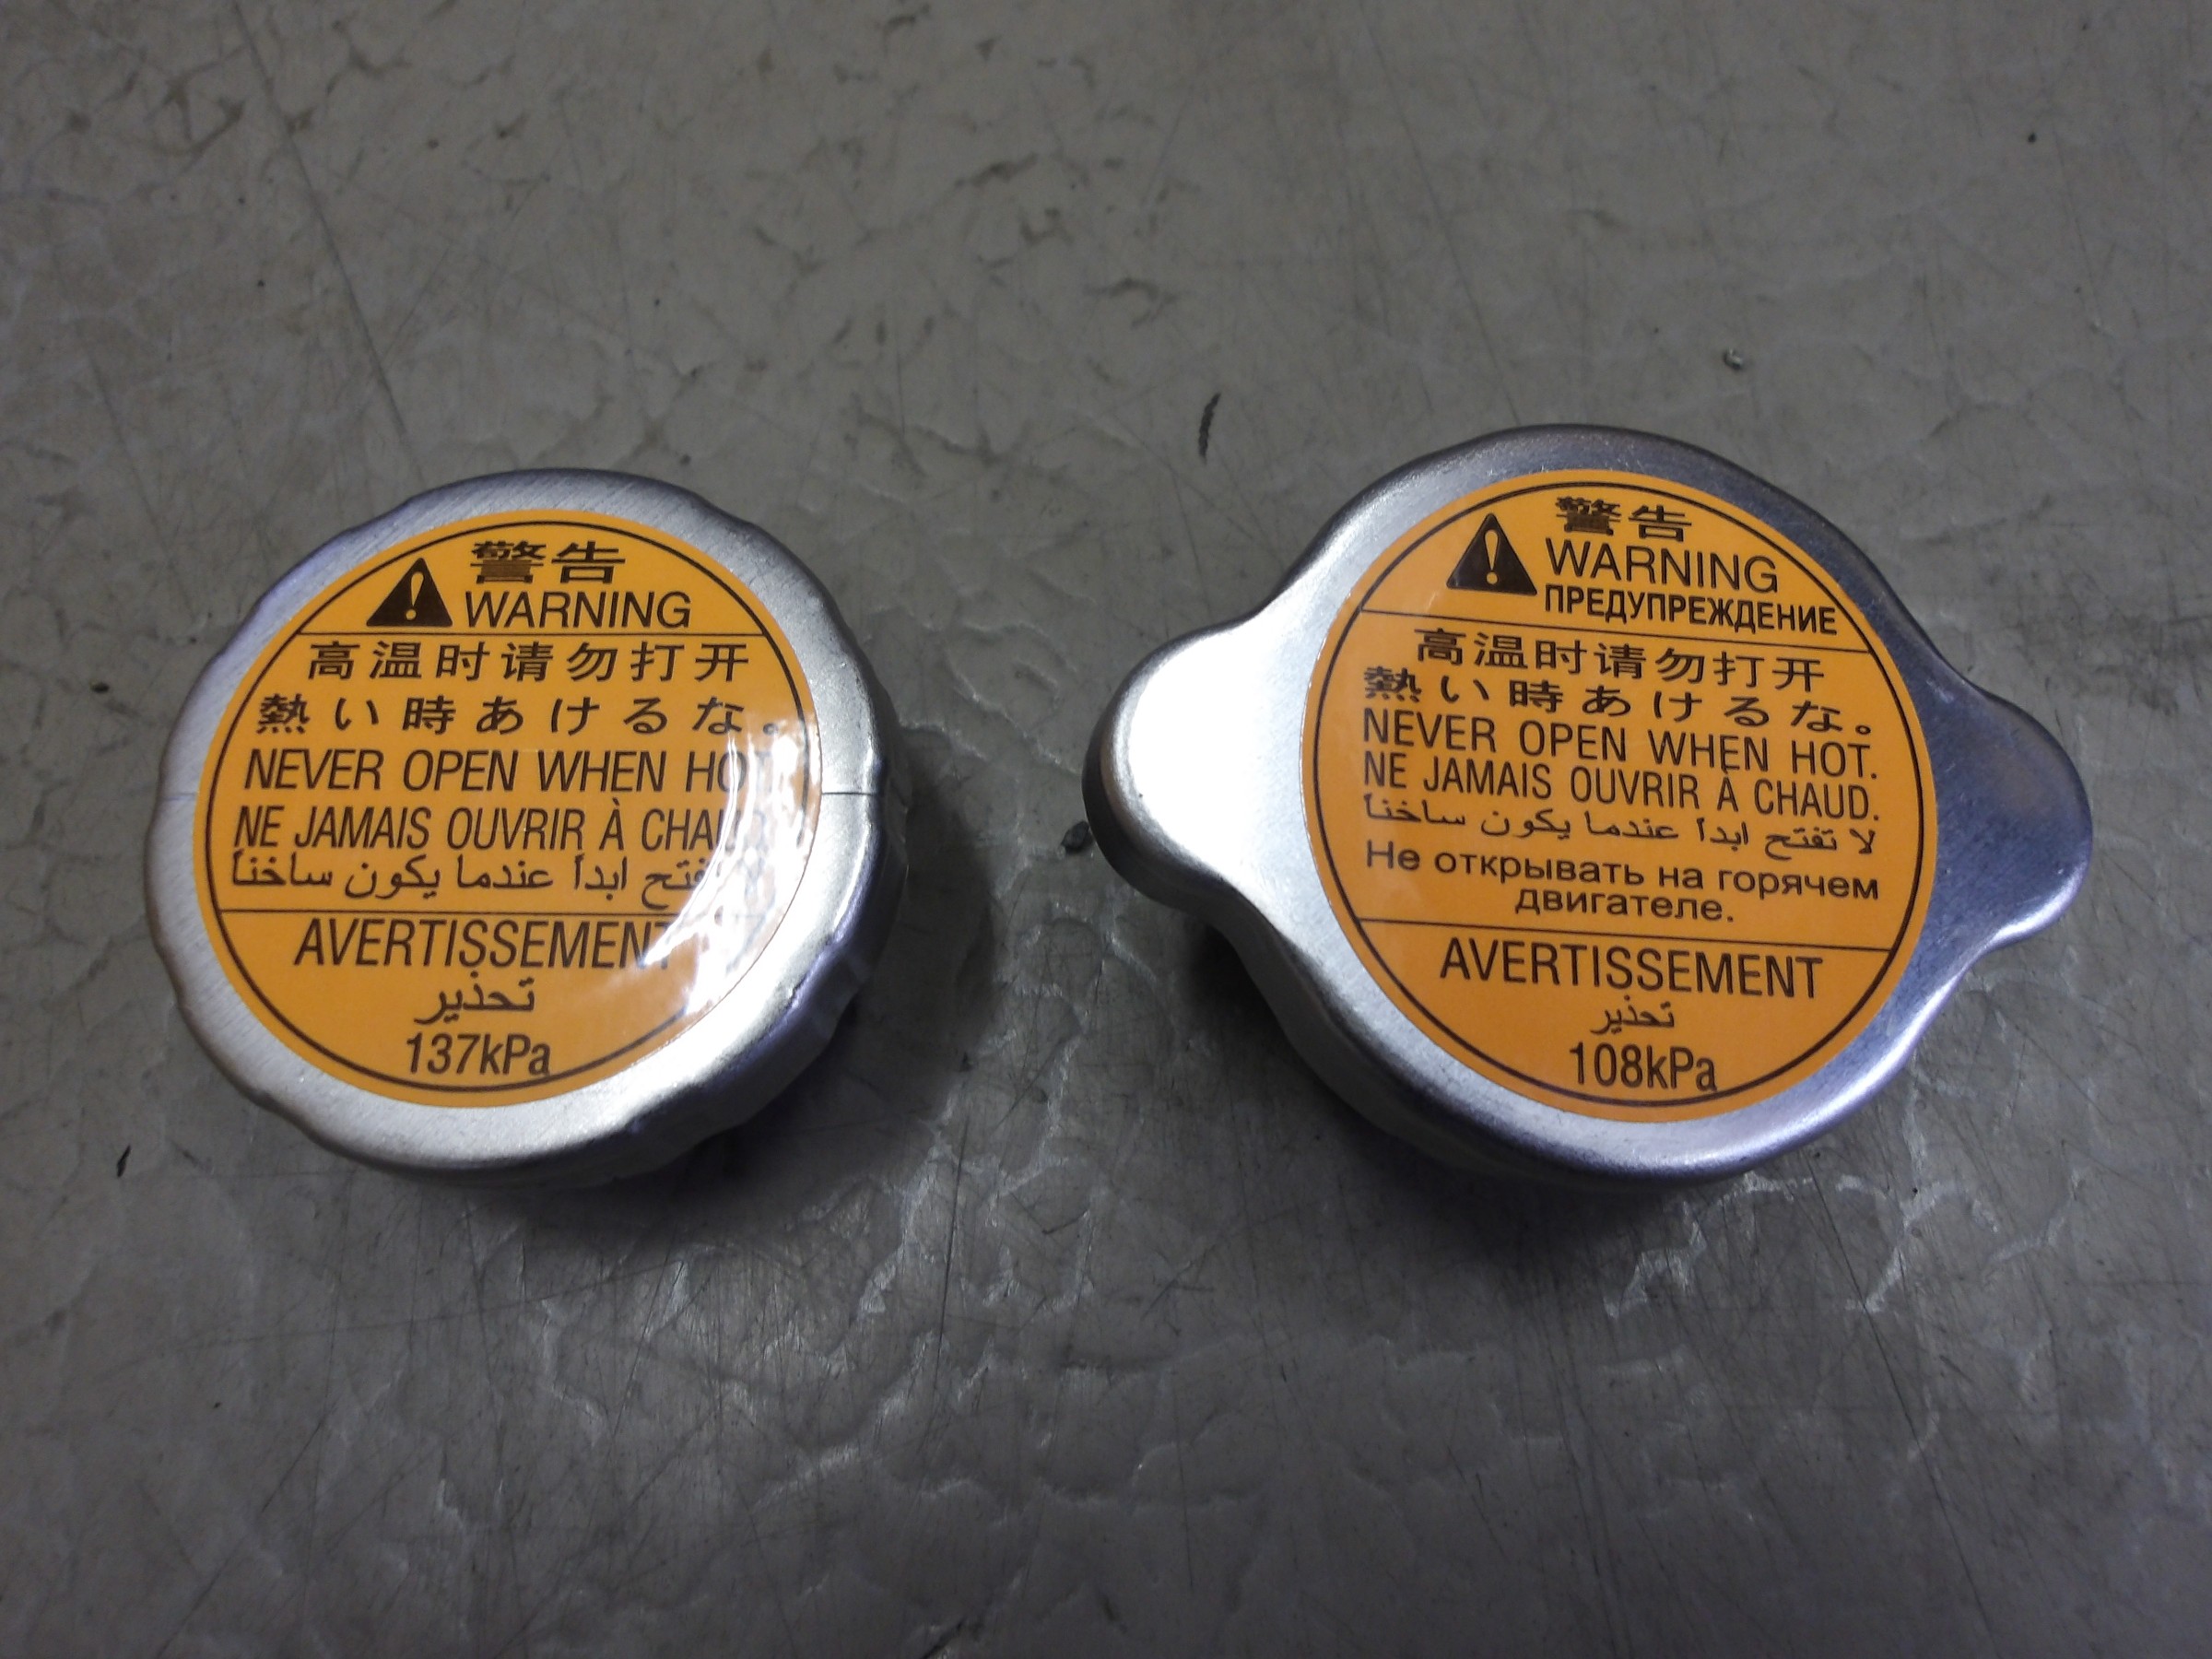 警告
WARNING
高温时请勿打开
熱い時あけるな。
NEVER OPEN WHEN
NE JAMAIS OUVRIR À
ابداً عندما يكون ساخناً
AVERTISSEMENT
تحذير
137kPa
警告
WARNING
ПРЕДУПРЕЖДЕНИЕ
高温时请勿打开
熱い時あけるな。
NEVER OPEN WHEN HOT.
NE JAMAIS OUVRIR À CHAUD.
لا تفتح ابداً عندما يكون ساخناً
Не открывать на горячем
двигателе.
AVERTISSEMENT
تحذير
108kPa